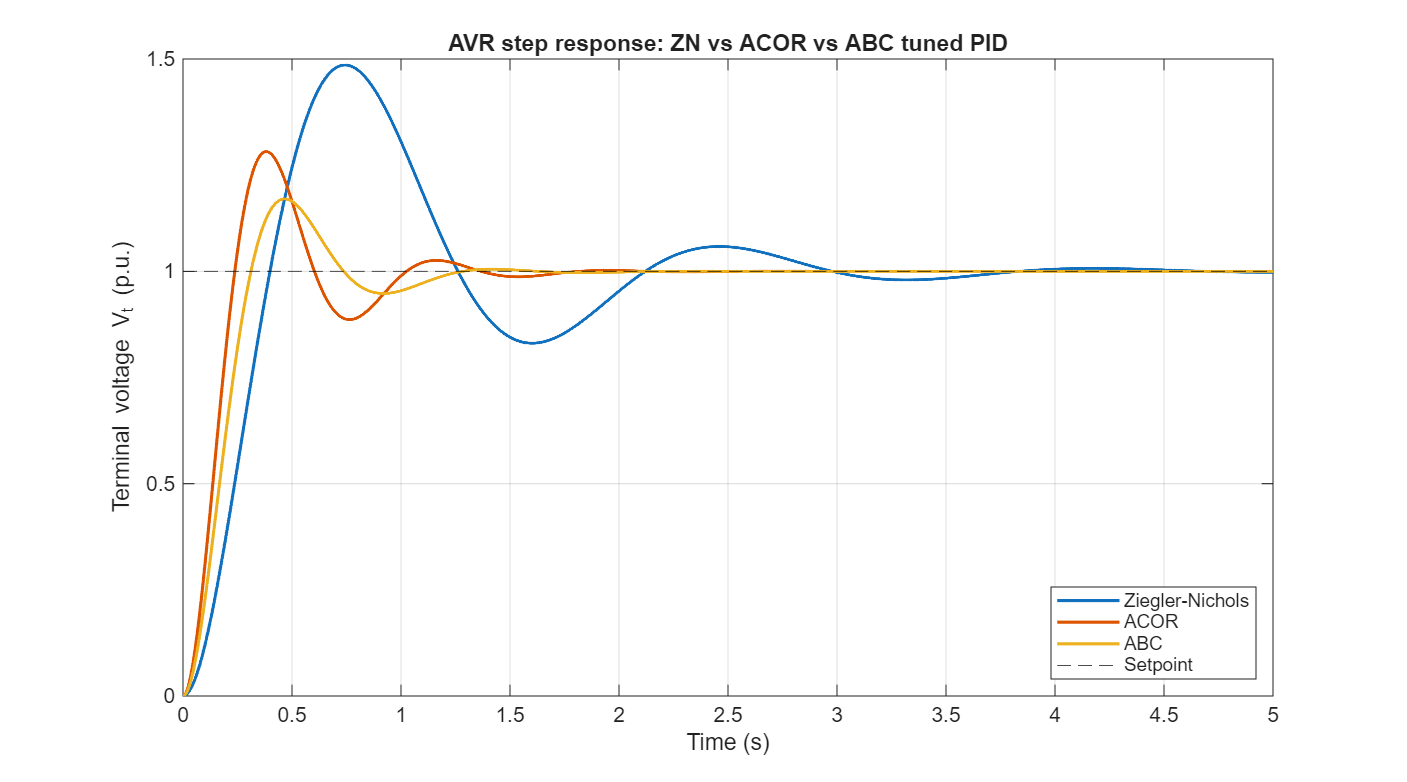 AVR step response: ZN vs ACOR vs ABC tuned PID
1.5
1
0.5
0
Terminal voltage Vₜ (p.u.)
0 0.5 1 1.5 2 2.5 3 3.5 4 4.5 5
Time (s)
Ziegler-Nichols
ACOR
ABC
Setpoint